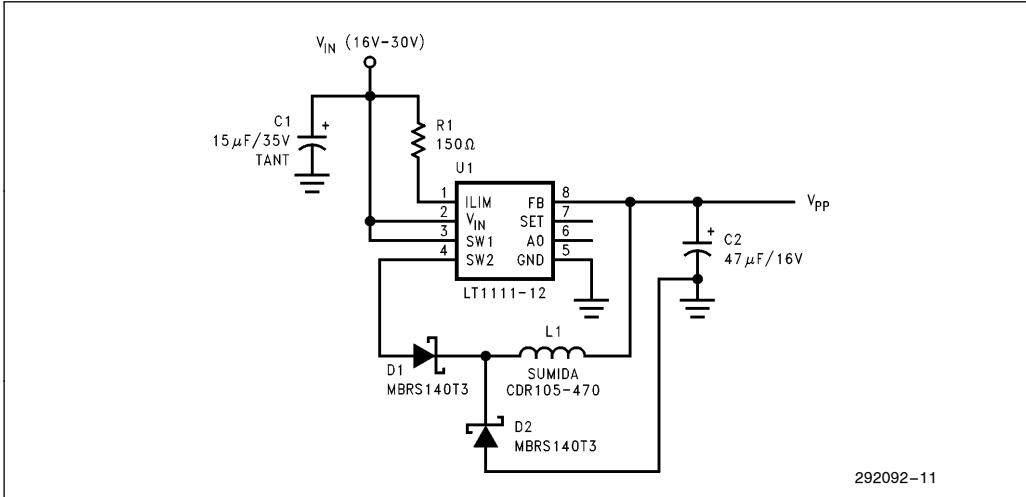 V_IN (16V-30V)
C1
+
15μF/35V
TANT
R1
150Ω
U1
1 ILIM FB 8
2 V_IN SET 7
3 SW1 AO 6
4 SW2 GND 5
LT1111-12
V_PP
+
C2
47μF/16V
L1
SUMIDA
CDR105-470
D1
MBRS140T3
D2
MBRS140T3
292092-11